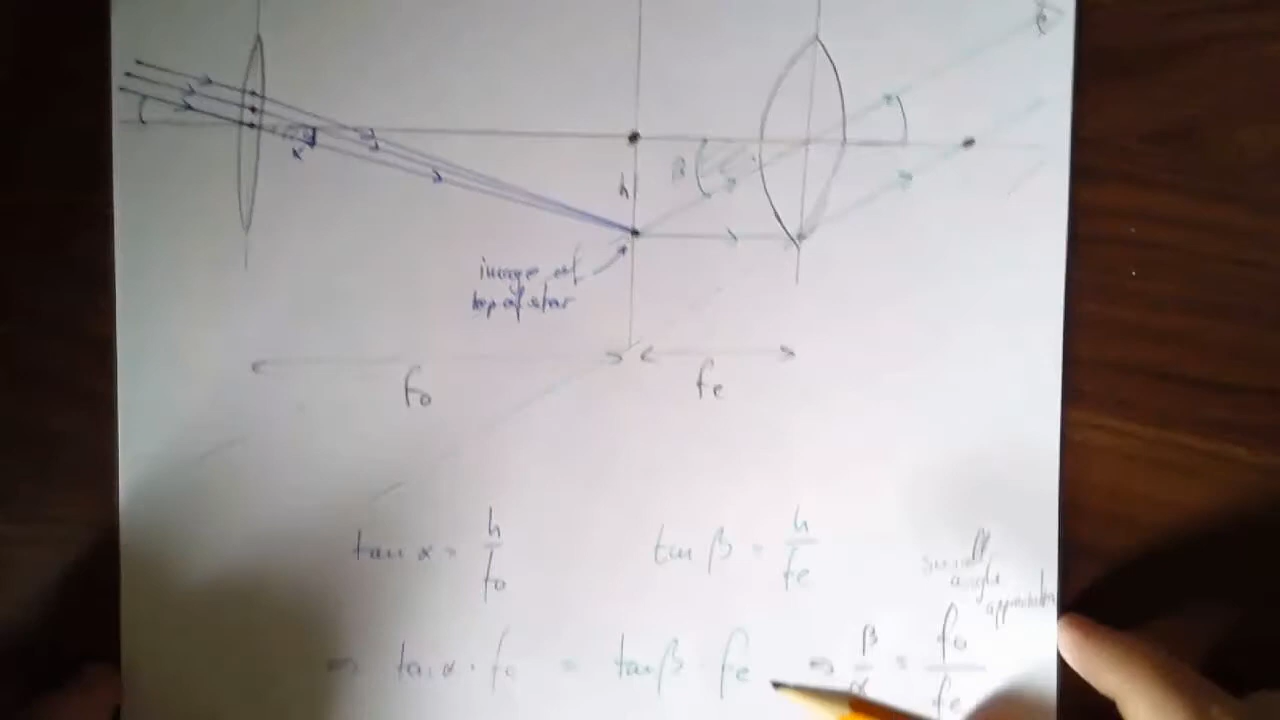 α
β
h
image of
top of star
fo
fe
tan α = h/fo
tan β = h/fe
small
angle
approximation
⇒ tan α · fo = tan β · fe ⇒ β/α = fo/fe